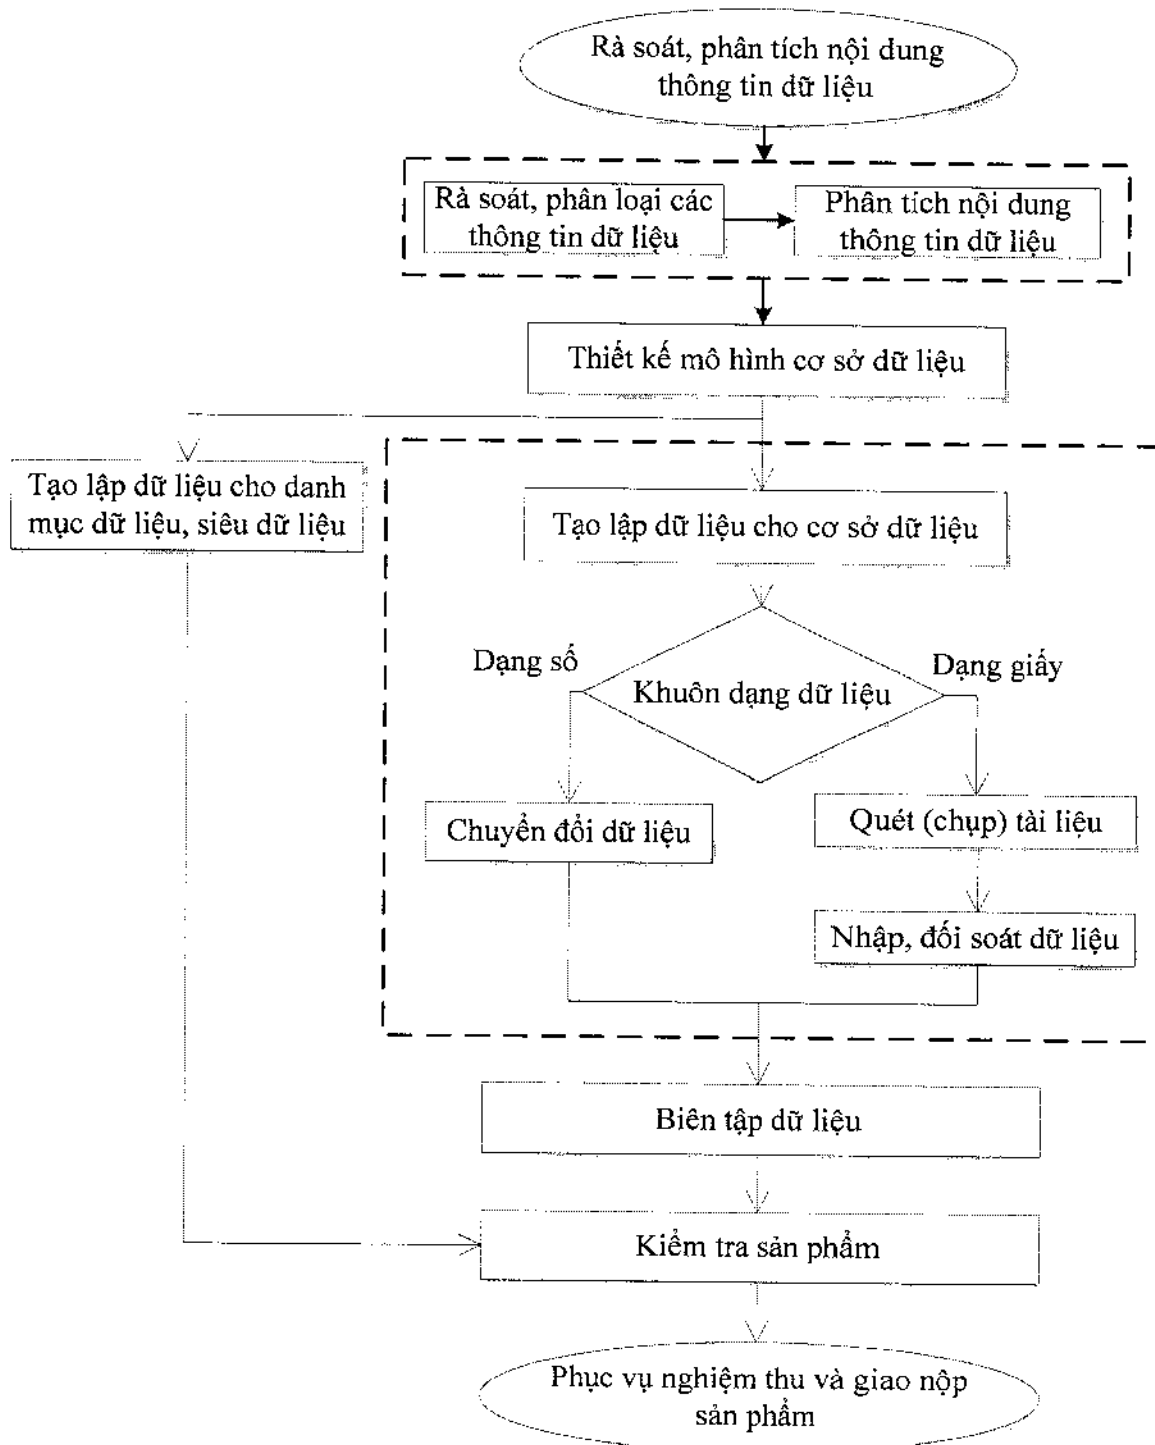 Rà soát, phân tích nội dung
thông tin dữ liệu
Rà soát, phân loại các
thông tin dữ liệu
Phân tích nội dung
thông tin dữ liệu
Thiết kế mô hình cơ sở dữ liệu
Tạo lập dữ liệu cho danh
mục dữ liệu, siêu dữ liệu
Tạo lập dữ liệu cho cơ sở dữ liệu
Dạng số
Khuôn dạng dữ liệu
Dạng giấy
Chuyển đổi dữ liệu
Quét (chụp) tài liệu
Nhập, đối soát dữ liệu
Biên tập dữ liệu
Kiểm tra sản phẩm
Phục vụ nghiệm thu và giao nộp
sản phẩm